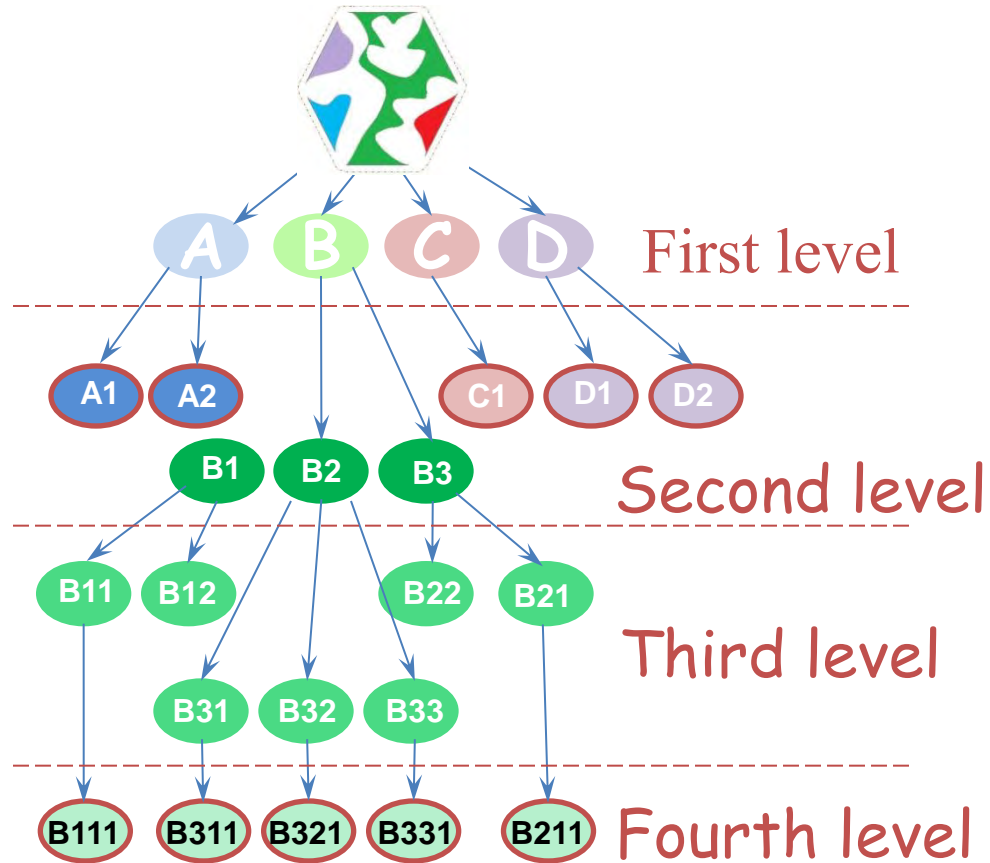 A B C D First level
A1 A2 C1 D1 D2
B1 B2 B3 Second level
B11 B12 B22 B21
Third level
B31 B32 B33
B111 B311 B321 B331 B211 Fourth level